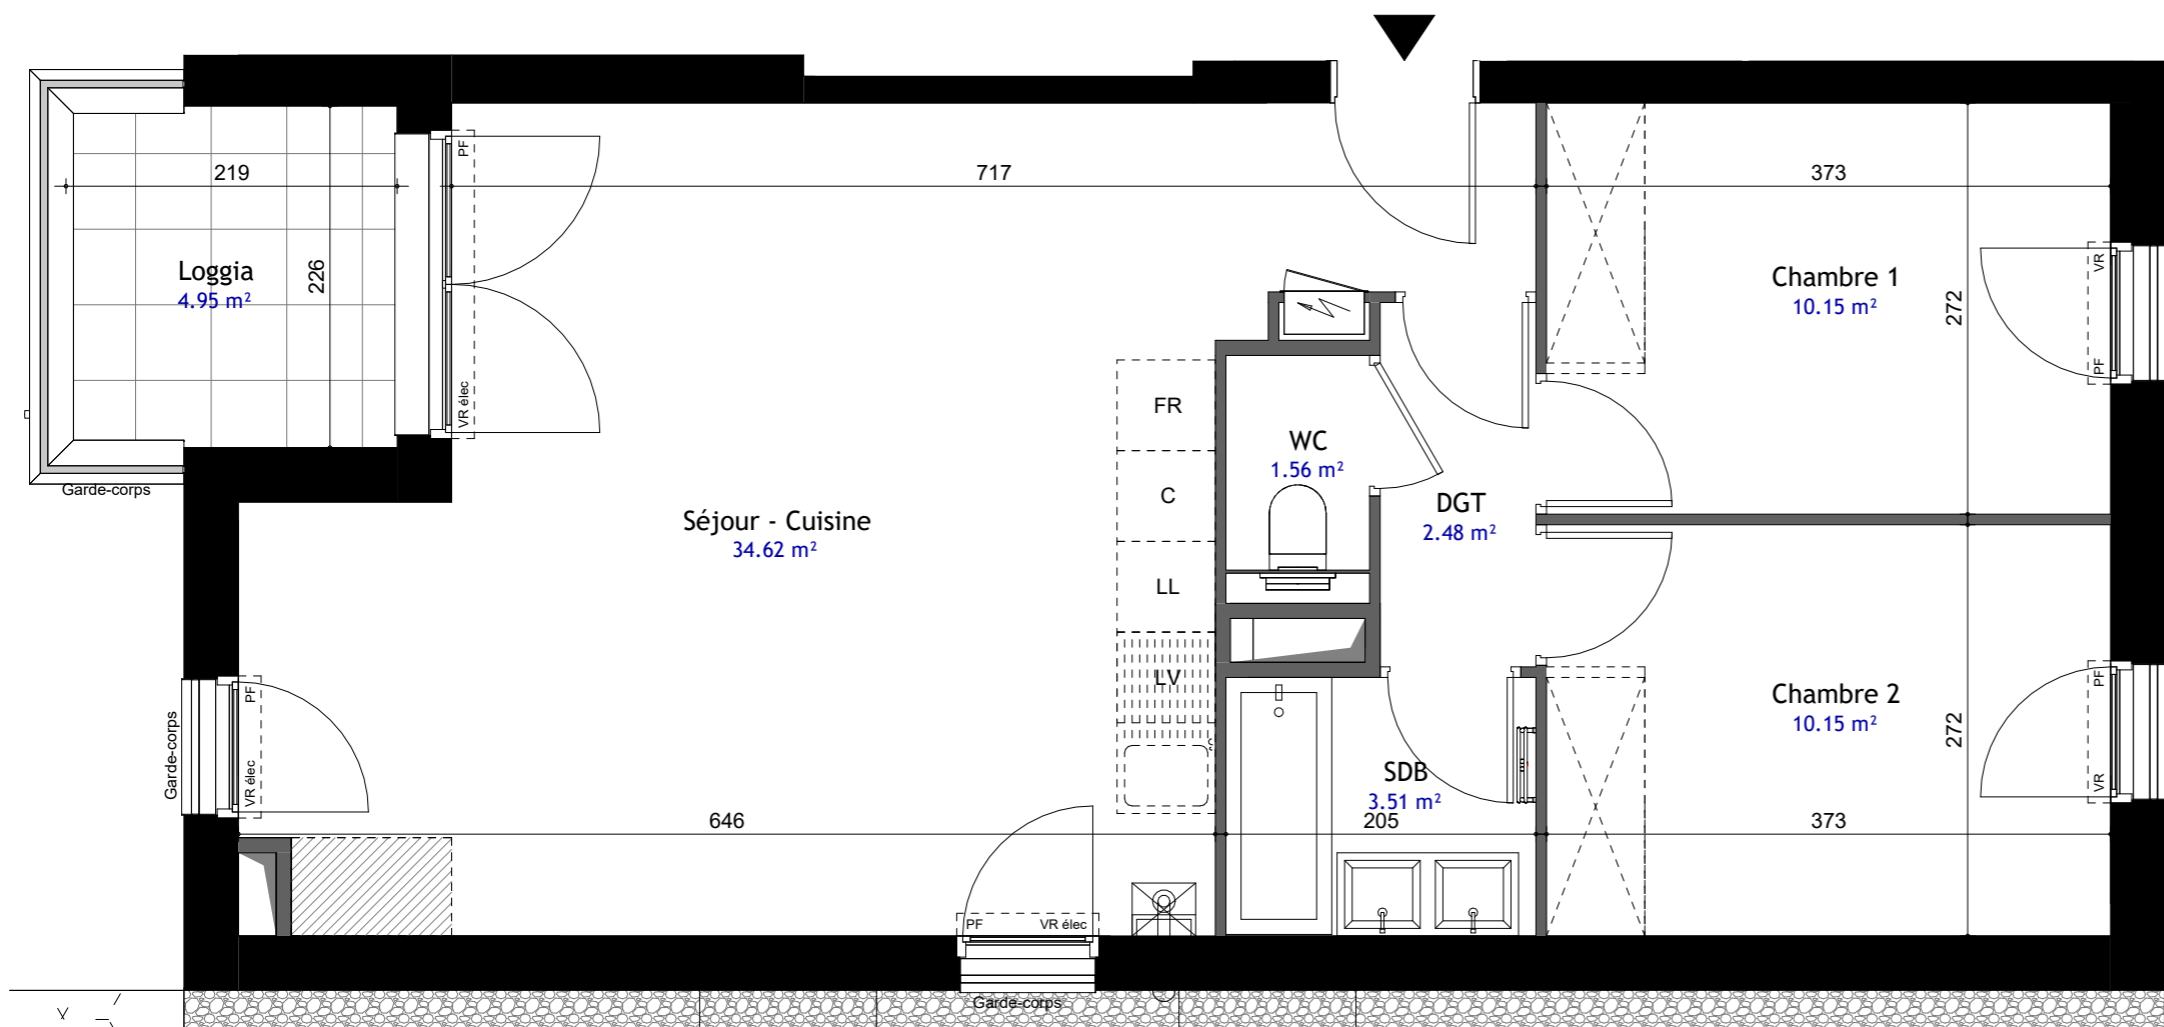 PF
219
717
373
Loggia
4.95 m²
226
VR
Chambre 1
10.15 m²
272
PF
VR élec
FR
WC
1.56 m²
Garde-corps
C
DGT
2.48 m²
Séjour - Cuisine
34.62 m²
LL
LV
PF
PF
Chambre 2
10.15 m²
272
Garde-corps
VR élec
SDB
3.51 m²
VR
646
205
373
PF
VR élec
Garde-corps